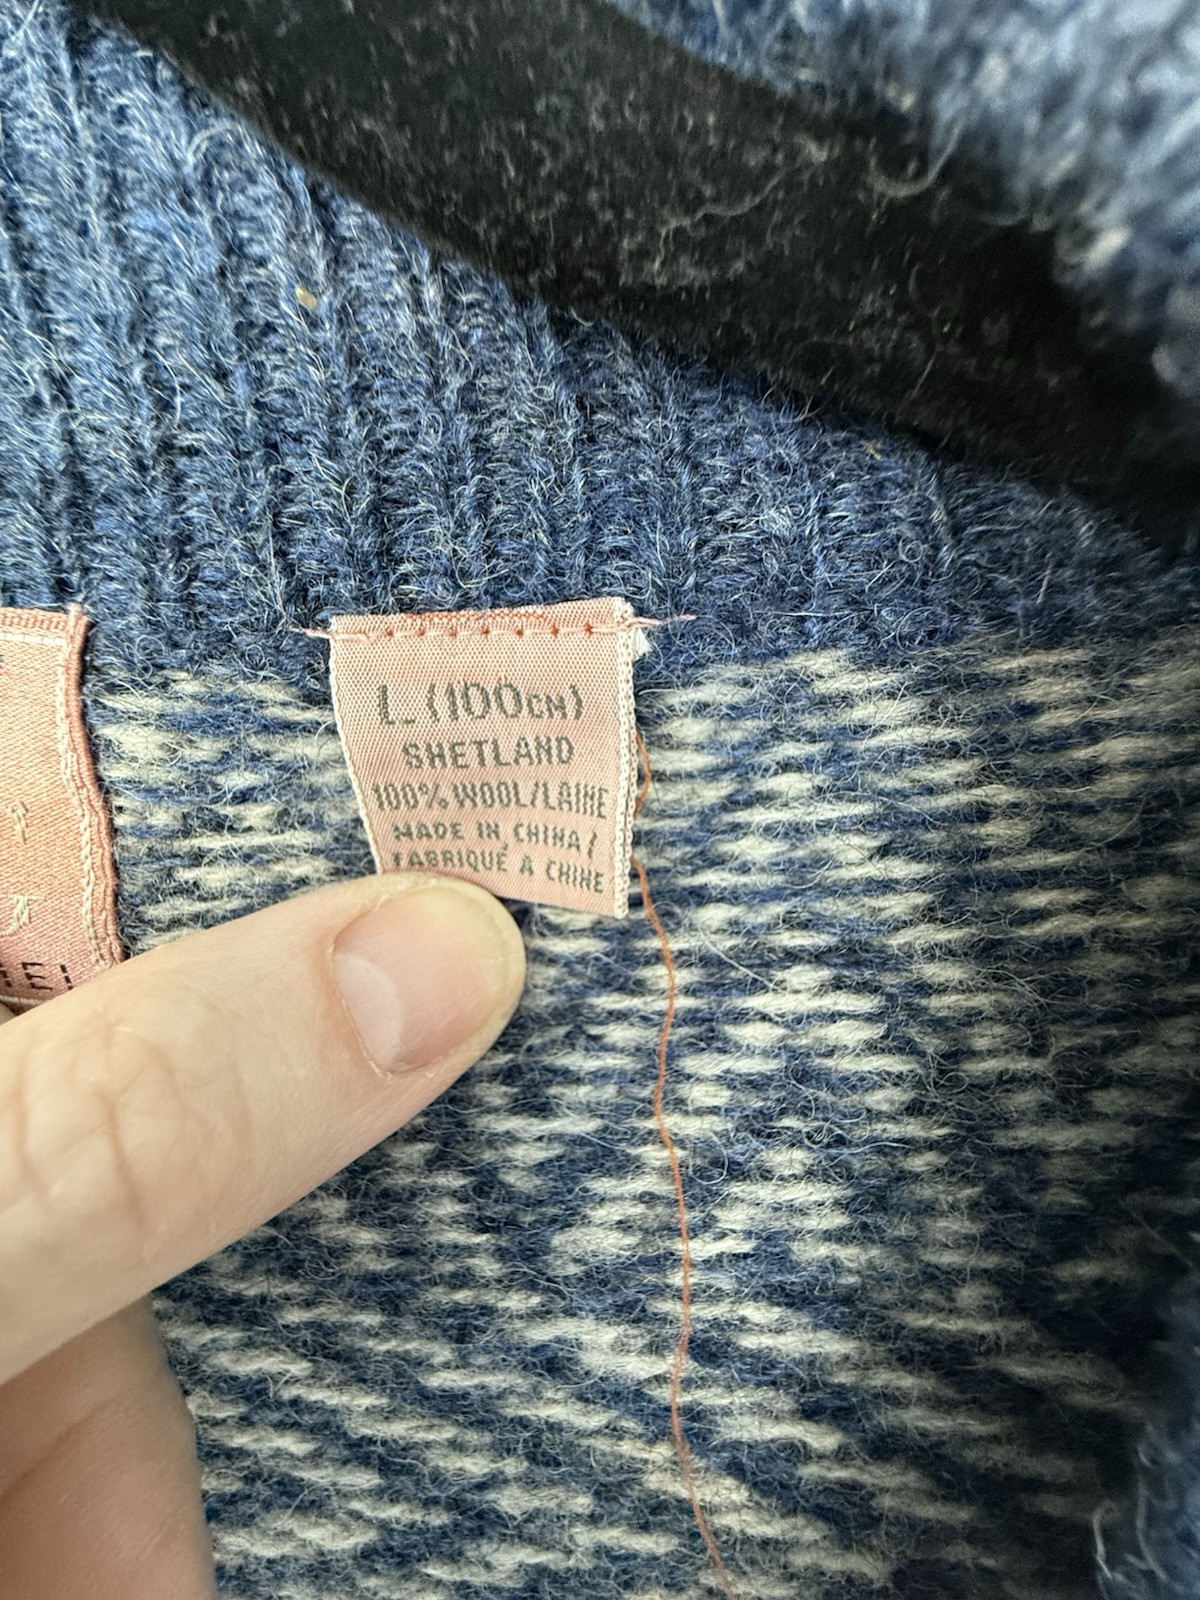 L (100CM)
SHETLAND
100% WOOL/LAINE
MADE IN CHINA/
FABRIQUÉ À CHINE